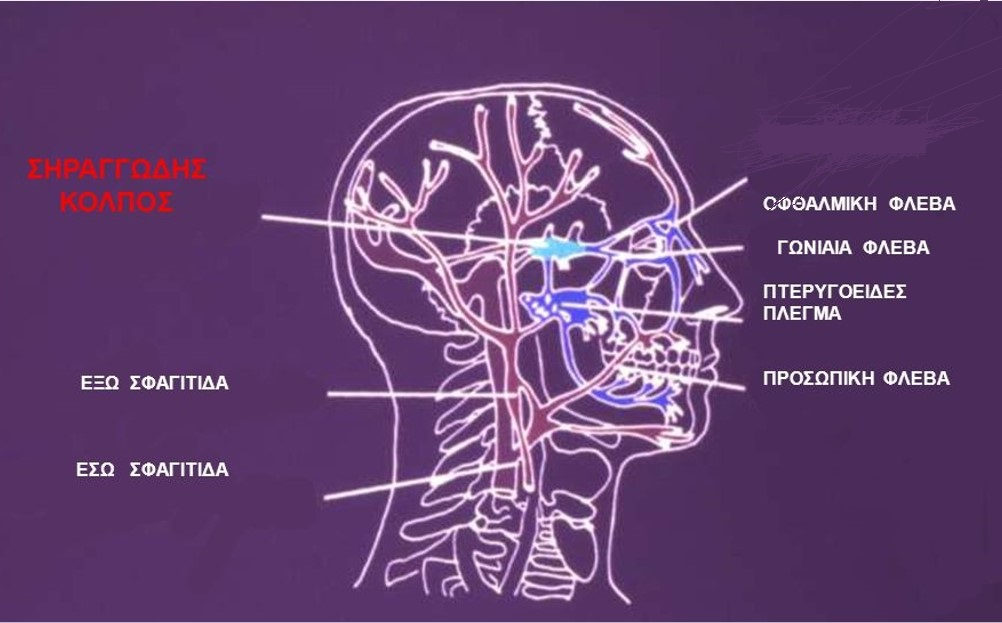 ΣΗΡΑΓΓΩΔΗΣ
ΚΟΛΠΟΣ
ΟΦΘΑΛΜΙΚΗ ΦΛΕΒΑ
ΓΩΝΙΑΙΑ ΦΛΕΒΑ
ΠΤΕΡΥΓΟΕΙΔΕΣ
ΠΛΕΓΜΑ
ΠΡΟΣΩΠΙΚΗ ΦΛΕΒΑ
ΕΞΩ ΣΦΑΓΙΤΙΔΑ
ΕΣΩ ΣΦΑΓΙΤΙΔΑ